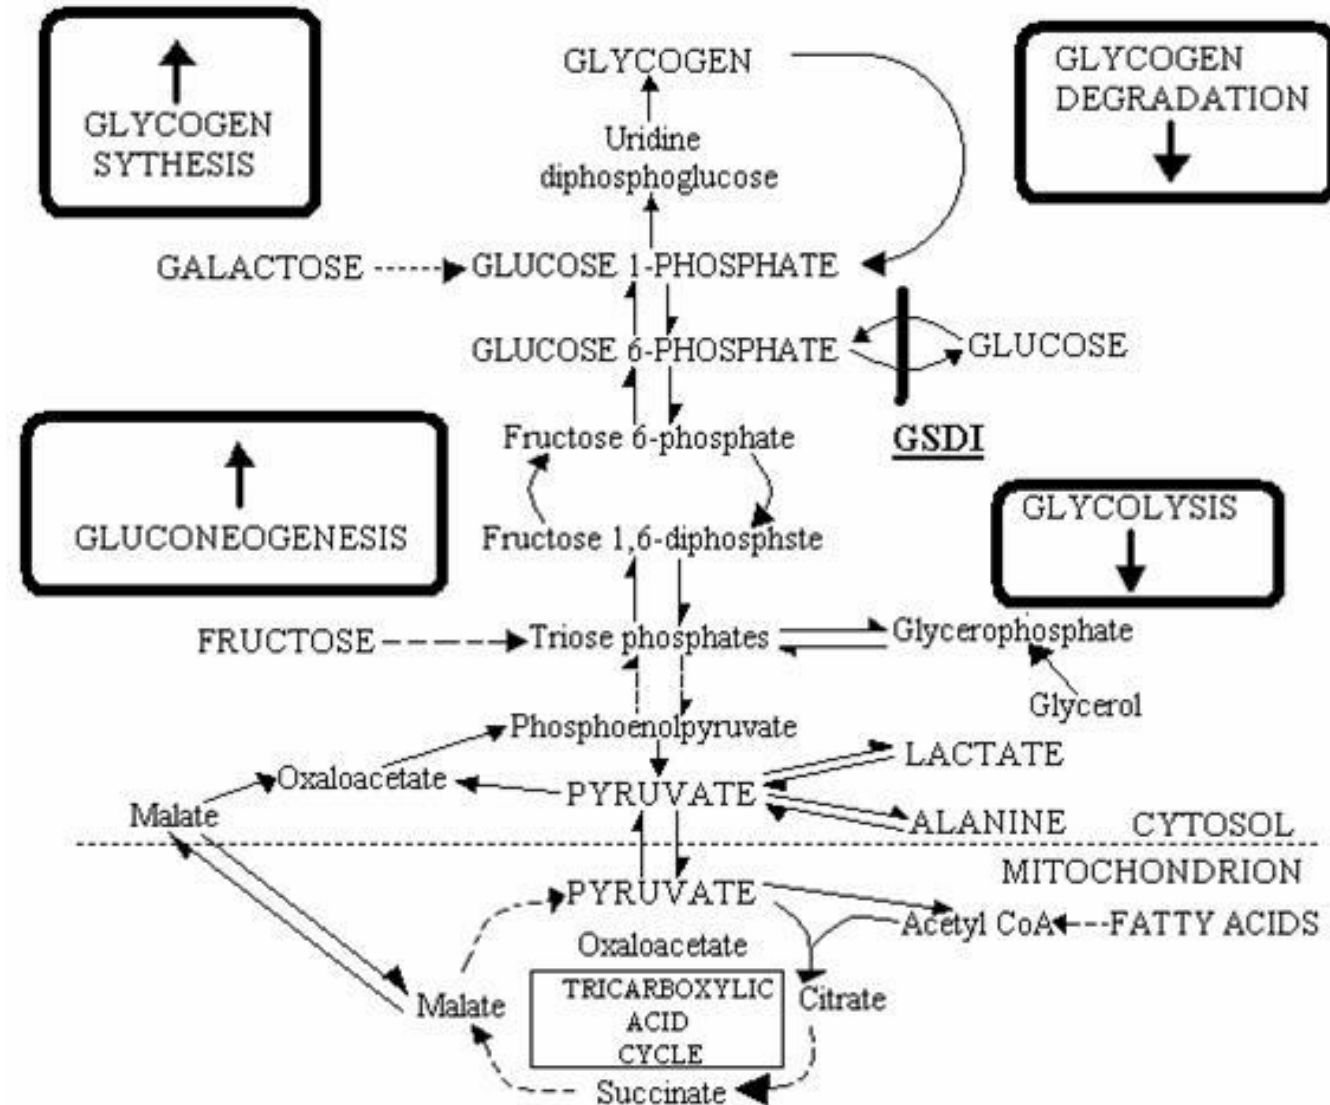 GLYCOGEN
SYTHESIS
GLYCOGEN
GLYCOGEN
DEGRADATION
Uridine
diphosphoglucose
GALACTOSE
GLUCOSE 1-PHOSPHATE
GLUCOSE 6-PHOSPHATE
GLUCOSE
Fructose 6-phosphate
GSDI
GLUCONEOGENESIS
Fructose 1,6-diphosphste
GLYCOLYSIS
FRUCTOSE
Triose phosphates
Glycerophosphate
Glycerol
Phosphoenolpyruvate
LACTATE
Oxaloacetate
PYRUVATE
Malate
ALANINE
CYTOSOL
MITOCHONDRION
PYRUVATE
Acetyl CoA
FATTY ACIDS
Oxaloacetate
Malate
TRICARBOXYLIC
ACID
CYCLE
Citrate
Succinate